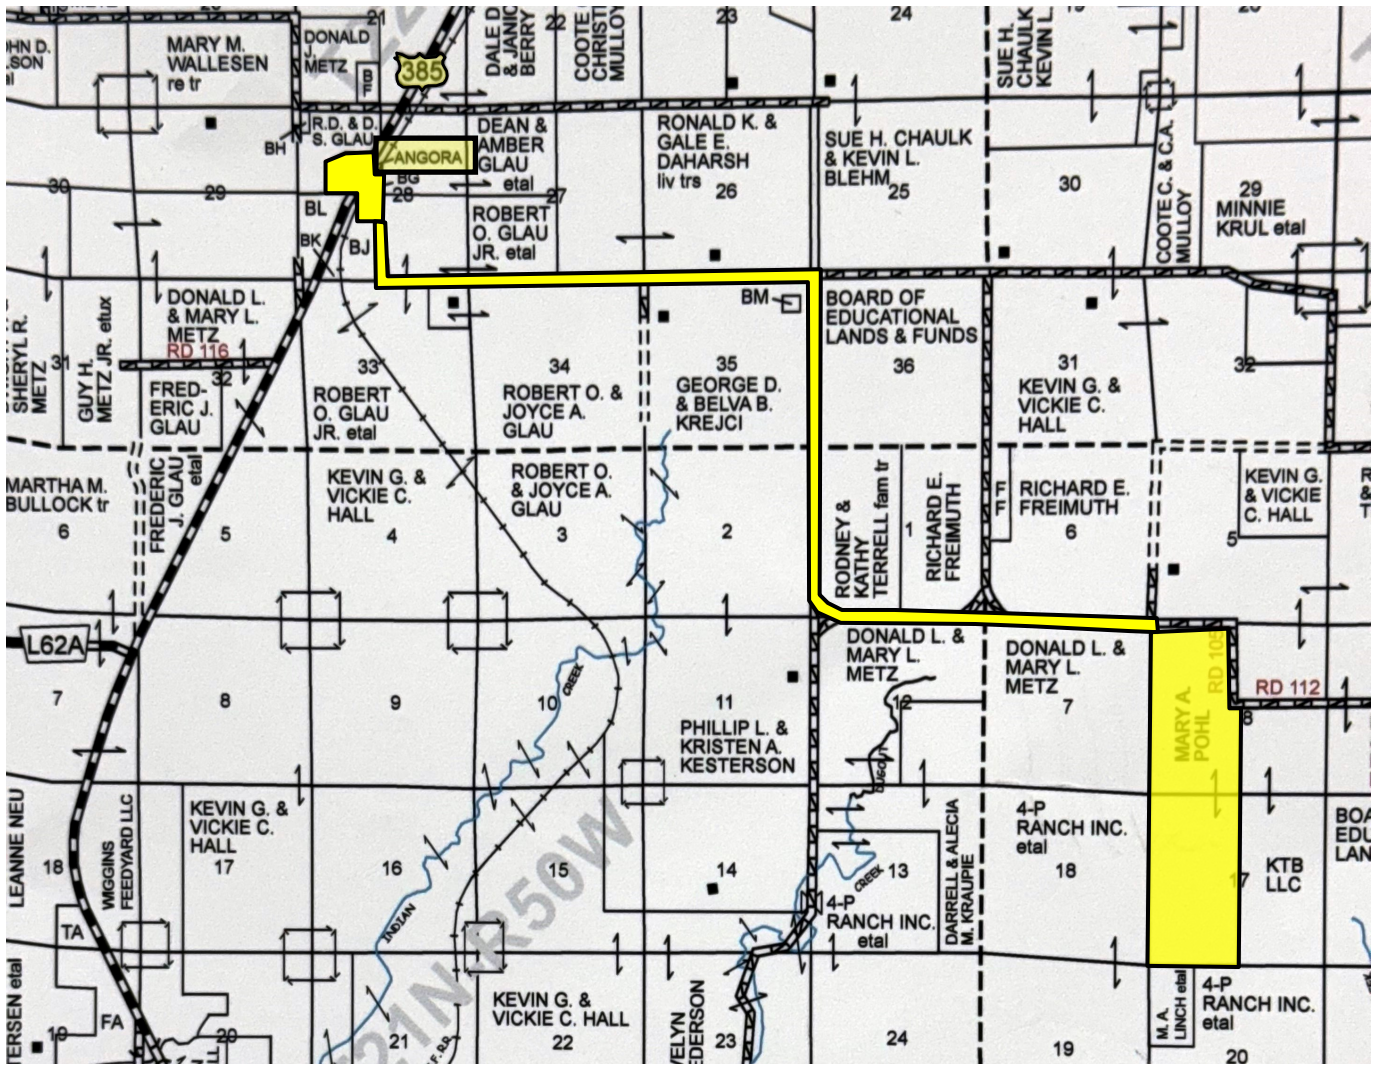 21
22
23
24
DONALD
J.
METZ
MARY M.
WALLESEN
re tr
385
DALE D.
& JANIC
BERRY
COOTE
CHRISTI
MULLOY
SUE H.
CHAULK
KEVIN L.
BH
R.D. & D.
S. GLAU
ANGORA
BG
28
DEAN &
AMBER
GLAU
etal
27
RONALD K. &
GALE E.
DAHARSH
liv trs
26
SUE H. CHAULK
& KEVIN L.
BLEHM
25
30
COOTE C. & C.A.
MULLOY
29
MINNIE
KRUL etal
30
29
BL
BK
BJ
ROBERT
O. GLAU
JR. etal
SHERYL R.
METZ
31
GUY H.
METZ JR. etux
DONALD L.
& MARY L.
METZ
RD 116
32
FRED-
ERIC J.
GLAU
33
ROBERT
O. GLAU
JR. etal
34
ROBERT O. &
JOYCE A.
GLAU
35
GEORGE D.
& BELVA B.
KREJCI
BM
BOARD OF
EDUCATIONAL
LANDS & FUNDS
36
31
KEVIN G. &
VICKIE C.
HALL
32
MARTHA M.
BULLOCK tr
6
FREDERIC
J. GLAU
etal
5
KEVIN G. &
VICKIE C.
HALL
4
ROBERT O.
& JOYCE A.
GLAU
3
2
RODNEY &
KATHY
TERRELL fam tr
1
RICHARD E.
FREIMUTH
F
F
RICHARD E.
FREIMUTH
6
KEVIN G.
& VICKIE
C. HALL
5
L62A
7
8
9
10
CREEK
11
PHILLIP L. &
KRISTEN A.
KESTERSON
DONALD L. &
MARY L.
METZ
12
DONALD L. &
MARY L.
METZ
7
MARY A.
POHL
RD 105
RD 112
8
LEANNE NEU
18
WIGGINS
FEEDYARD LLC
KEVIN G. &
VICKIE C.
HALL
17
16
15
14
13
CREEK
DARRELL & ALECIA
M. KRAUPIE
4-P
RANCH INC.
etal
18
17
KTB
LLC
TA
INDIAN
4-P
RANCH INC.
etal
T21N-R50W
FA
19
20
21
KEVIN G. &
VICKIE C. HALL
22
23
24
19
M.A.
LINCH etal
4-P
RANCH INC.
etal
20